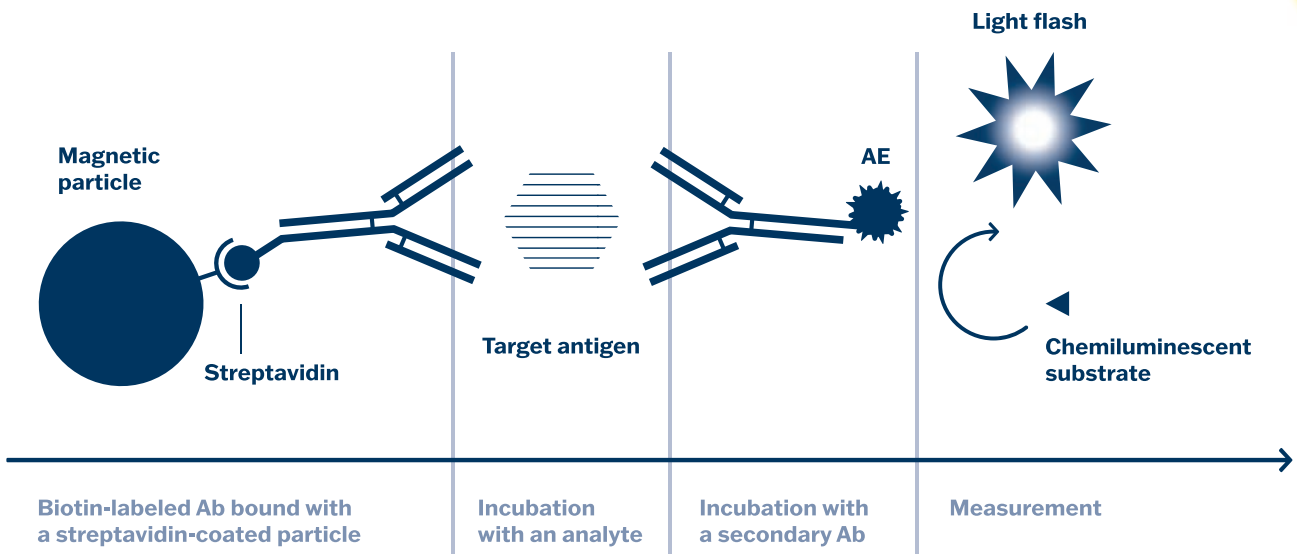 Light flash
Magnetic
particle
AE
Target antigen
Streptavidin
Chemiluminescent
substrate
Biotin-labeled Ab bound with
a streptavidin-coated particle
Incubation
with an analyte
Incubation with
a secondary Ab
Measurement